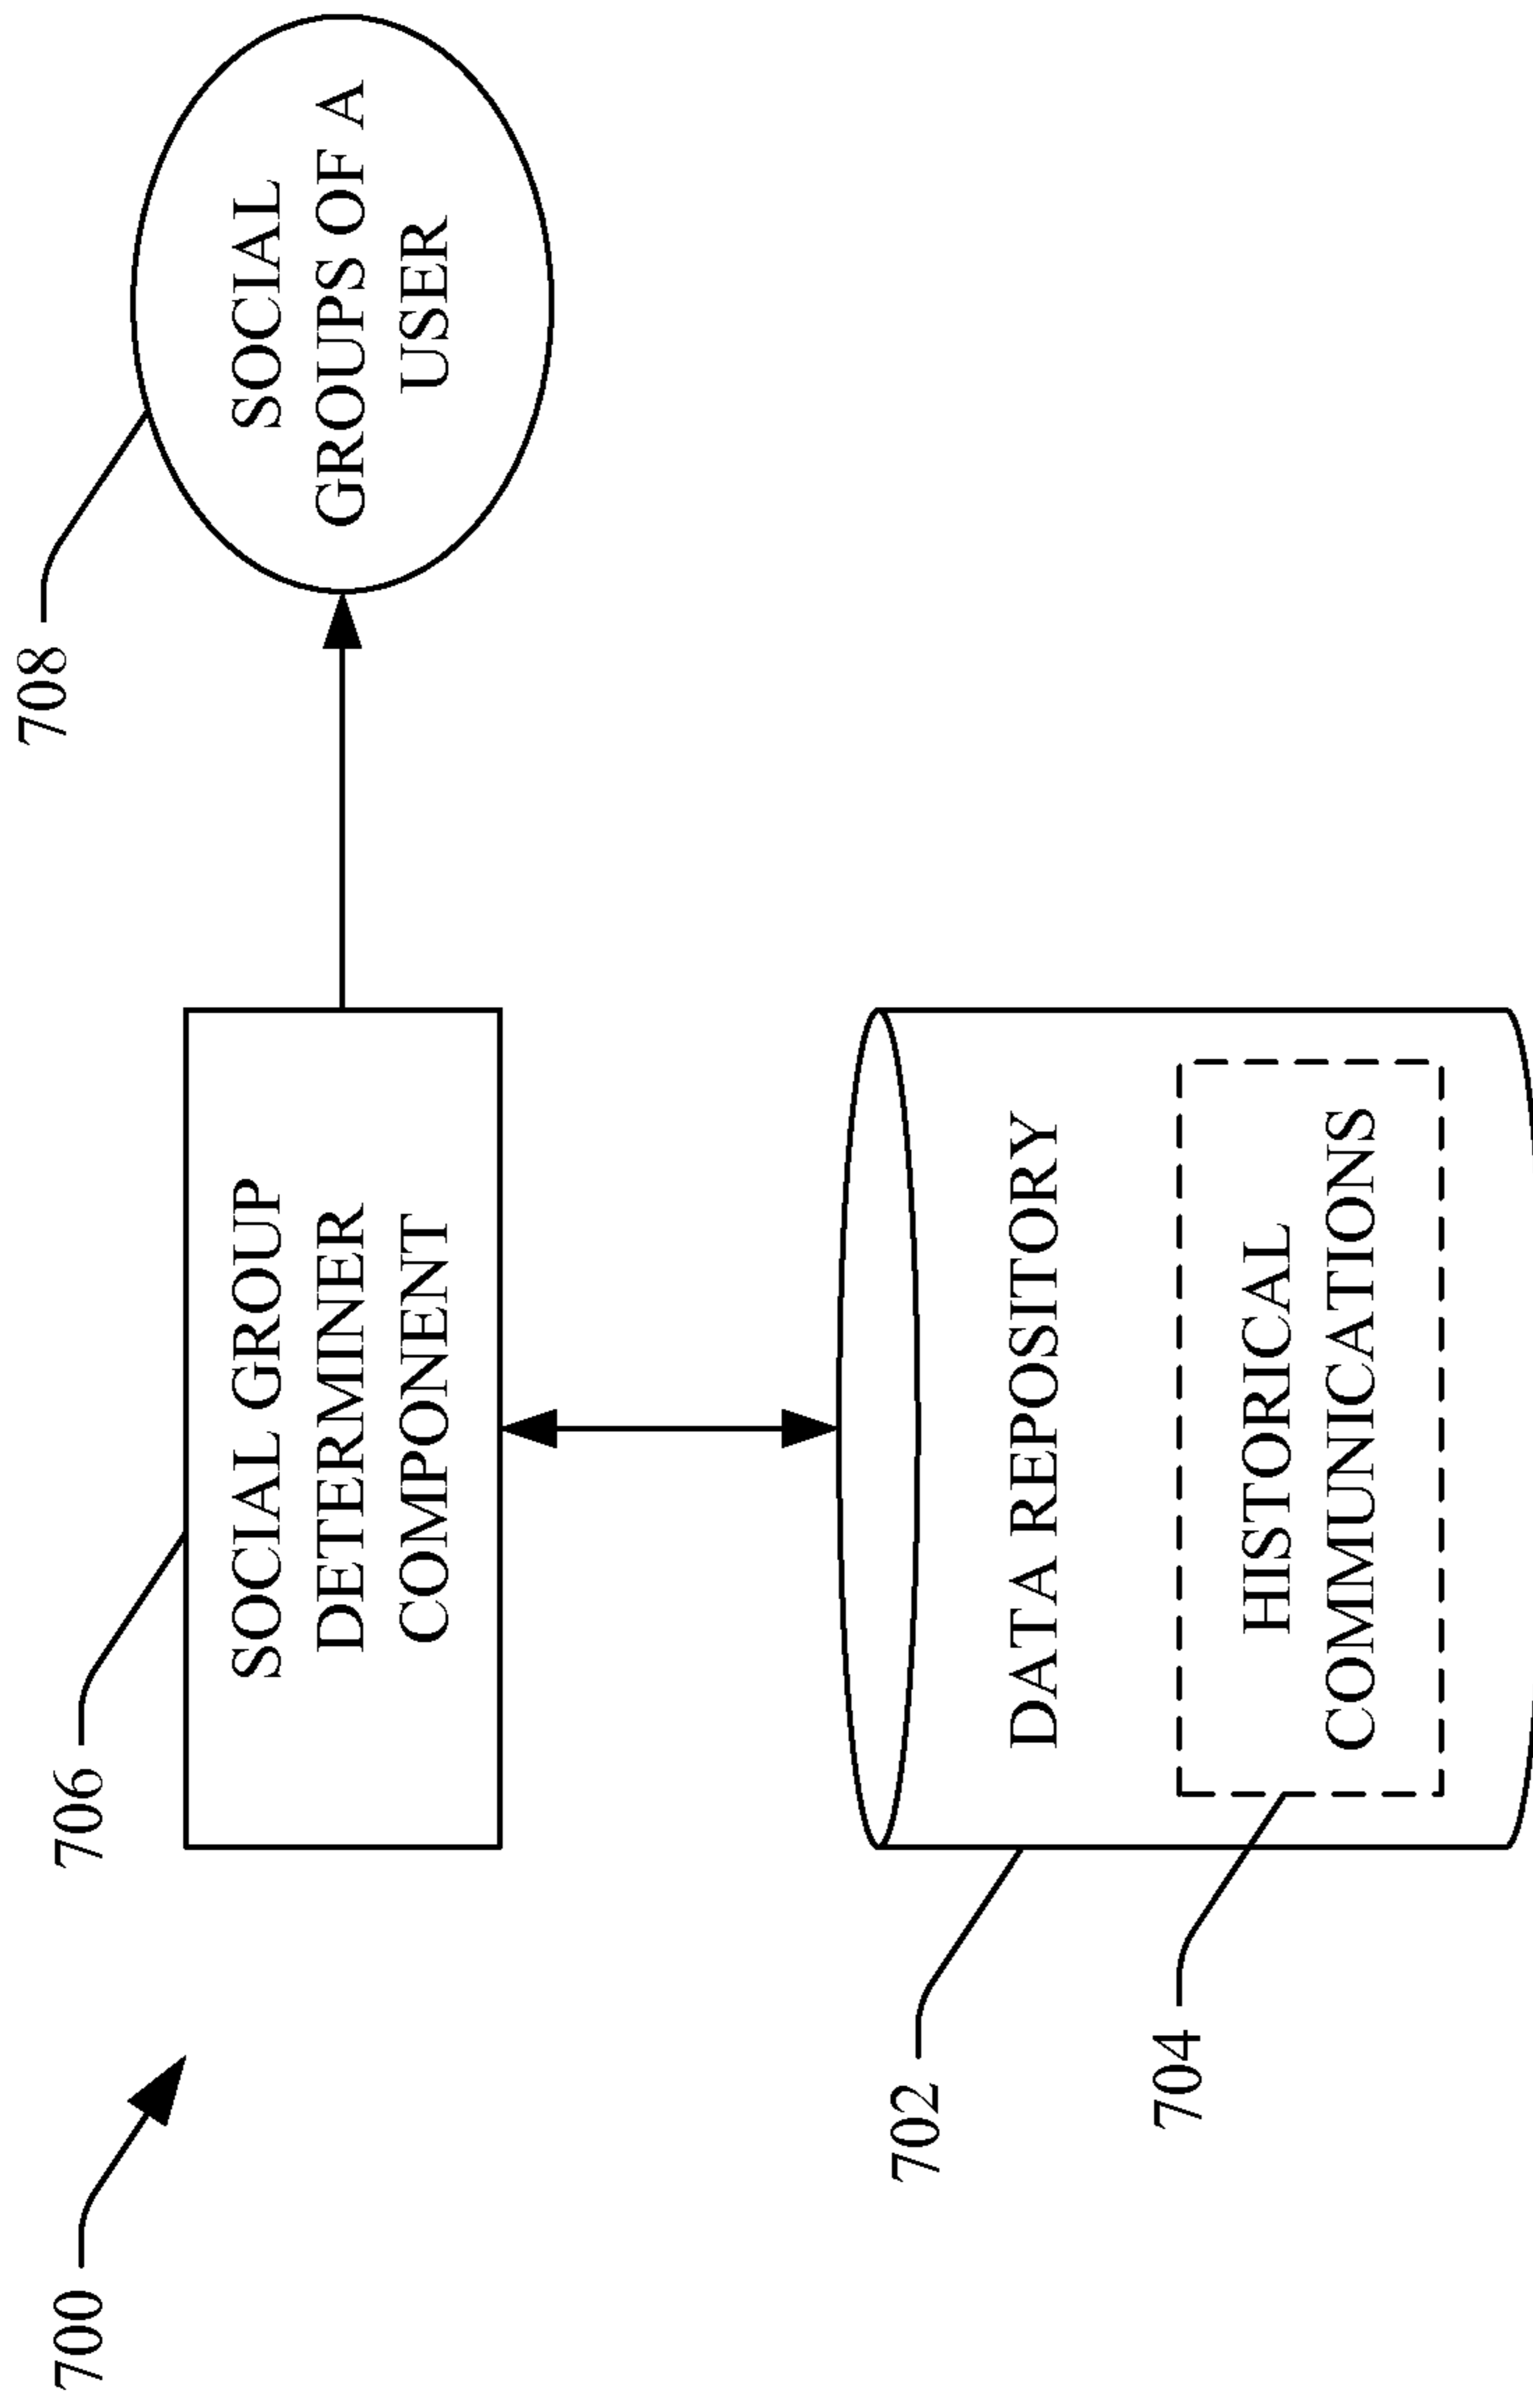 700
706
SOCIAL GROUP
DETERMINER
COMPONENT
708
SOCIAL
GROUPS OF A
USER
702
DATA REPOSITORY
704
HISTORICAL
COMMUNICATIONS